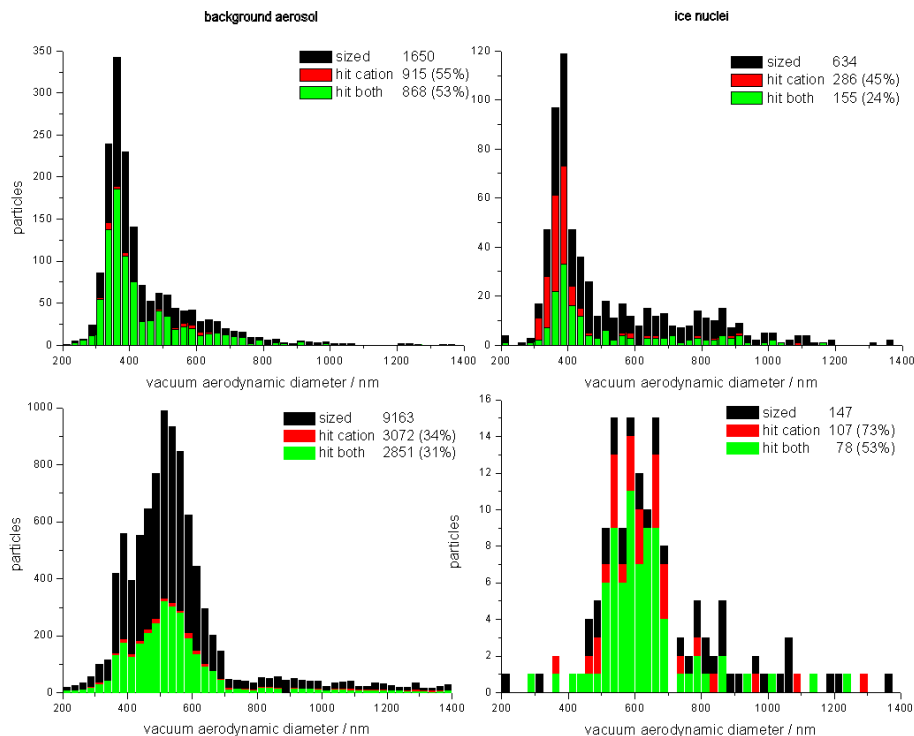 background aerosol
ice nuclei
sized 1650
hit cation 915 (55%)
hit both 868 (53%)
350
300
250
200
150
100
50
0
particles
200 400 600 800 1000 1200 1400
vacuum aerodynamic diameter / nm
sized 634
hit cation 286 (45%)
hit both 155 (24%)
120
100
80
60
40
20
0
200 400 600 800 1000 1200 1400
vacuum aerodynamic diameter / nm
sized 9163
hit cation 3072 (34%)
hit both 2851 (31%)
1000
800
600
400
200
0
particles
200 400 600 800 1000 1200 1400
vacuum aerodynamic diameter / nm
sized 147
hit cation 107 (73%)
hit both 78 (53%)
16
14
12
10
8
6
4
2
0
particles
200 400 600 800 1000 1200 1400
vacuum aerodynamic diameter / nm